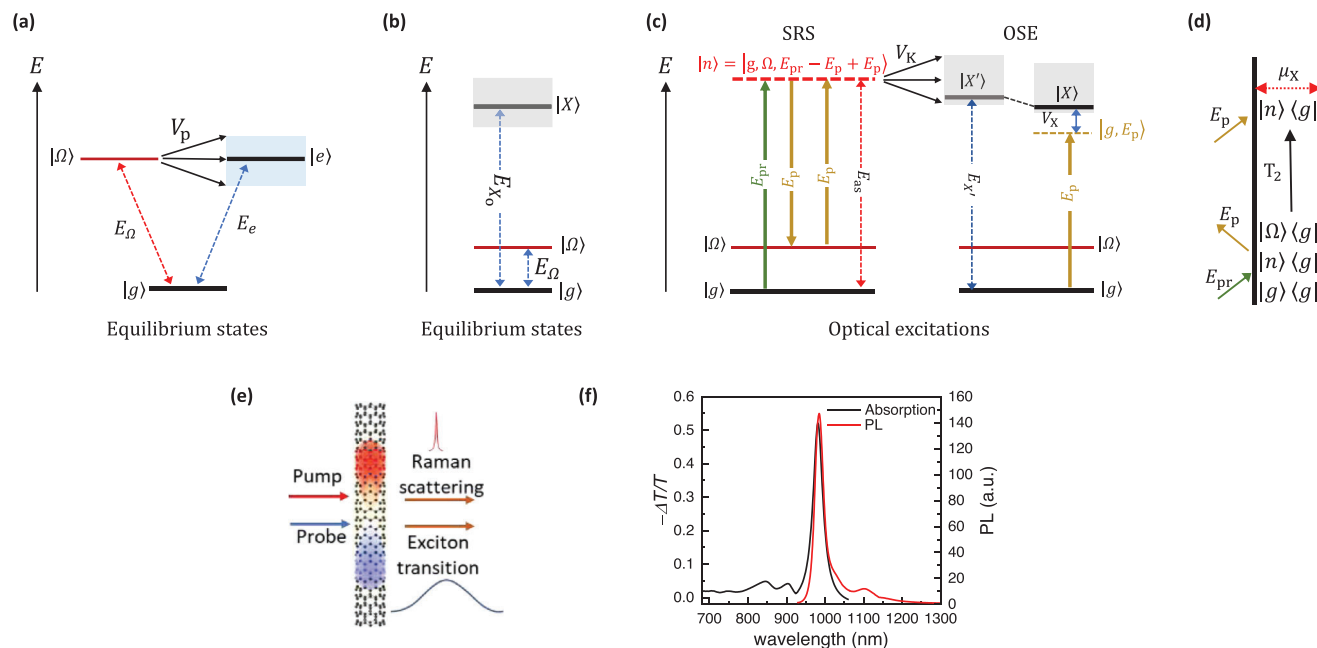 (a)
E
V_p
|Ω⟩
|e⟩
E_Ω
E_e
|g⟩
Equilibrium states
(b)
E
|X⟩
E_X₀
|Ω⟩
E_Ω
|g⟩
Equilibrium states
(c)
SRS
OSE
E
|n⟩ = |g, Ω, E_pr − E_p + E_p⟩
V_K
|X′⟩
|X⟩
V_X
|g, E_p⟩
E_pr
E_p
E_p
E_as
E_X′
E_p
|Ω⟩
|Ω⟩
|g⟩
|g⟩
Optical excitations
(d)
μ_X
|n⟩⟨g|
E_p
T₂
E_p
|Ω⟩⟨g|
|n⟩⟨g|
E_pr
|g⟩⟨g|
(e)
Pump
Probe
Raman
scattering
Exciton
transition
(f)
0.6
0.5
0.4
0.3
0.2
0.1
0.0
−ΔT/T
Absorption
PL
160
140
120
100
80
60
40
20
0
PL (a.u.)
700 800 900 1000 1100 1200 1300
wavelength (nm)